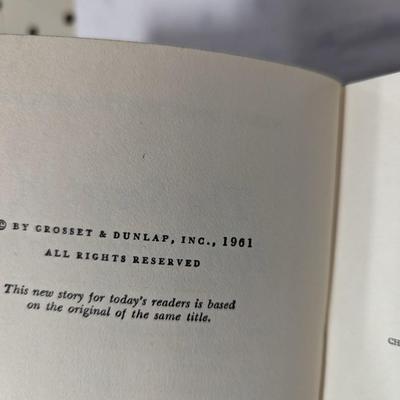 © BY GROSSET & DUNLAP, INC., 1961
ALL RIGHTS RESERVED
This new story for today's readers is based
on the original of the same title.
CH